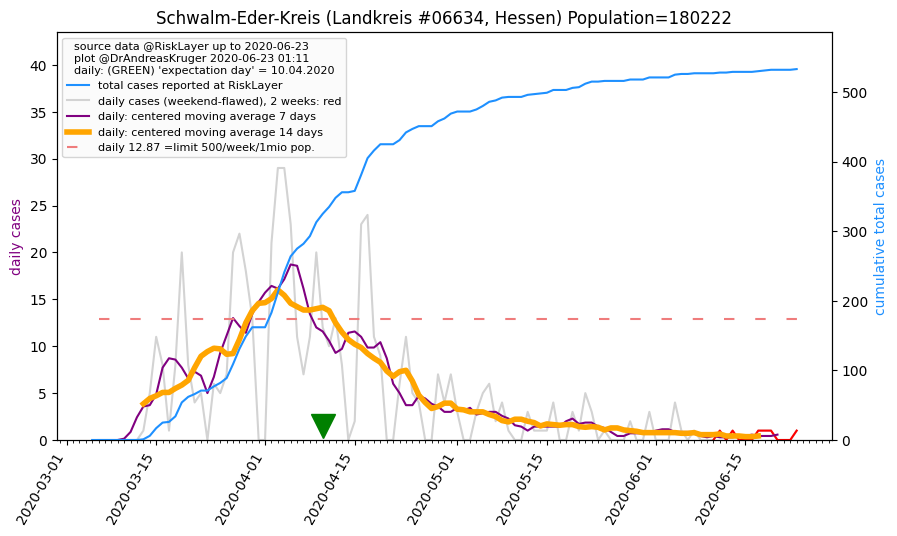 Schwalm-Eder-Kreis (Landkreis #06634, Hessen) Population=180222
source data @RiskLayer up to 2020-06-23
plot @DrAndreasKruger 2020-06-23 01:11
daily: (GREEN) 'expectation day' = 10.04.2020
total cases reported at RiskLayer
daily cases (weekend-flawed), 2 weeks: red
daily: centered moving average 7 days
daily: centered moving average 14 days
daily 12.87 =limit 500/week/1mio pop.
daily cases
40
35
30
25
20
15
10
5
0
cumulative total cases
500
400
300
200
100
0
2020-03-01
2020-03-15
2020-04-01
2020-04-15
2020-05-01
2020-05-15
2020-06-01
2020-06-15